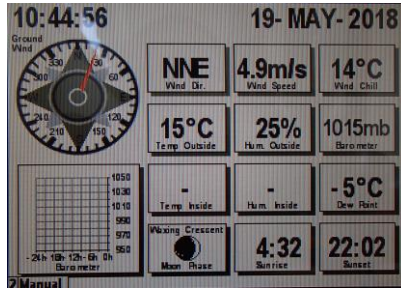 10:44:56
19- MAY- 2018
Ground
Wind
N
30
60
120
150
210
240
300
330
NNE
Wind Dir.
4.9m/s
Wind Speed
14°C
Wind Chill
15°C
Temp Outside
25%
Hum. Outside
1015mb
Barometer
-
Temp Inside
-
Hum. Inside
-5°C
Dew Point
1050
1030
1010
990
970
950
-24h-18h-12h-6h 0h
Barometer
Waxing Crescent
Moon Phase
4:32
Sunrise
22:02
Sunset
2 Manual